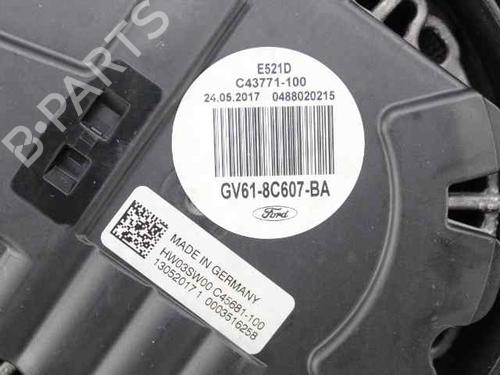 B-PARTS
E521D
C43771-100
24.05.2017 0488020215
GV61-8C607-BA
Ford
MADE IN GERMANY
HW03SW00 C45681-100
13052017 1 0003516258